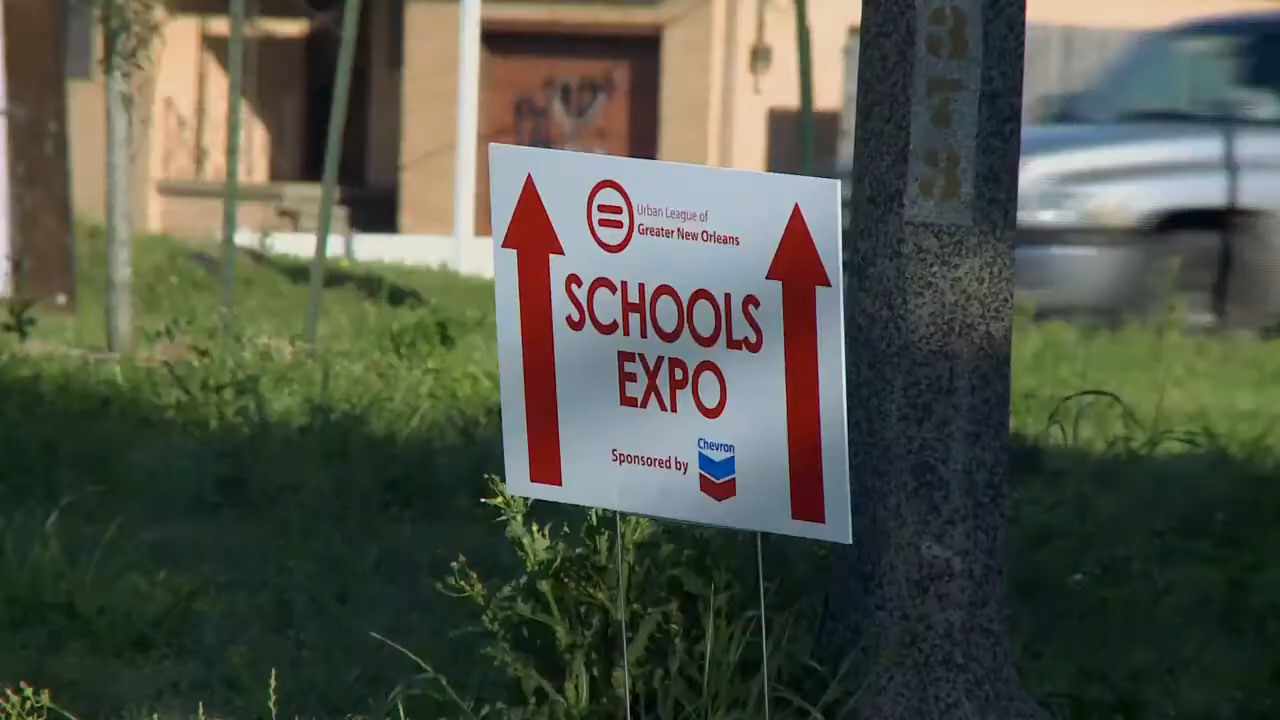 Urban League of
Greater New Orleans
SCHOOLS
EXPO
Sponsored by
Chevron